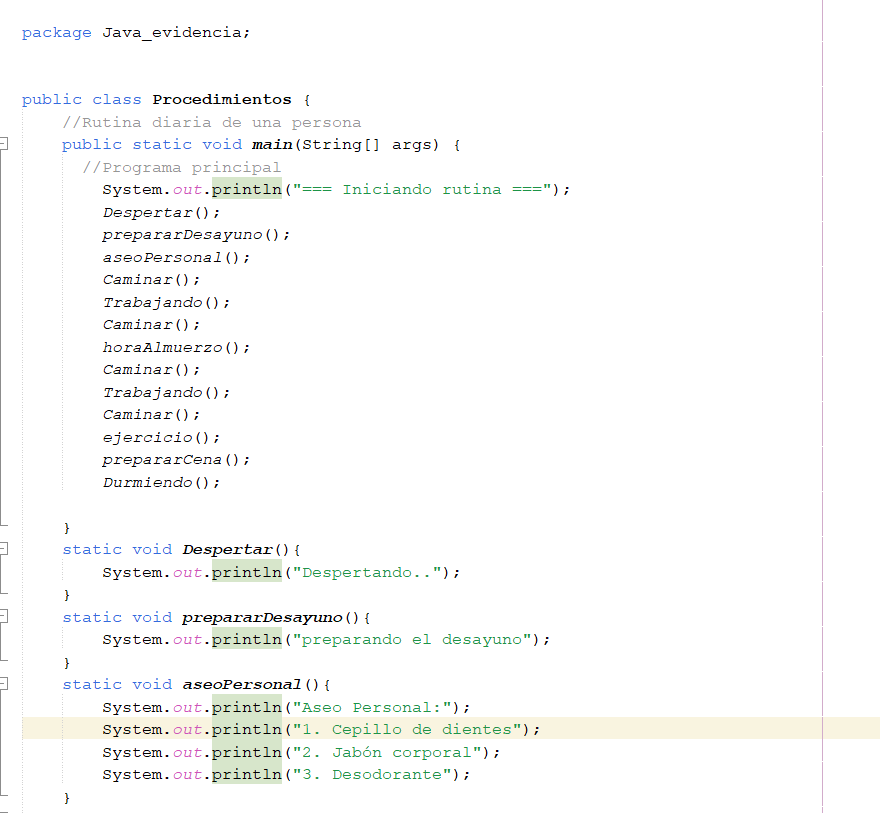 package Java_evidencia;
public class Procedimientos {
//Rutina diaria de una persona
public static void main(String[] args) {
//Programa principal
System.out.println("=== Iniciando rutina ===");
Despertar();
prepararDesayuno();
aseoPersonal();
Caminar();
Trabajando();
Caminar();
horaAlmuerzo();
Caminar();
Trabajando();
Caminar();
ejercicio();
prepararCena();
Durmiendo();
}
static void Despertar(){
System.out.println("Despertando..");
}
static void prepararDesayuno(){
System.out.println("preparando el desayuno");
}
static void aseoPersonal(){
System.out.println("Aseo Personal:");
System.out.println("1. Cepillo de dientes");
System.out.println("2. Jabón corporal");
System.out.println("3. Desodorante");
}